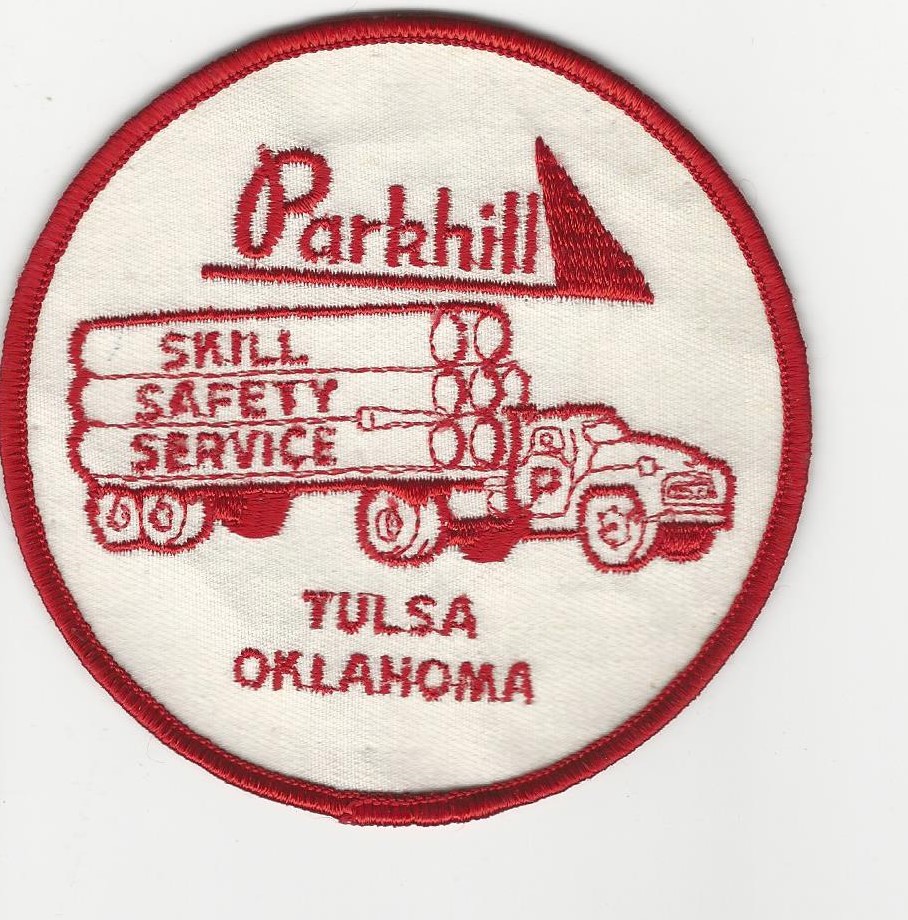 Parkhill
SKILL
SAFETY
SERVICE
P
TULSA
OKLAHOMA